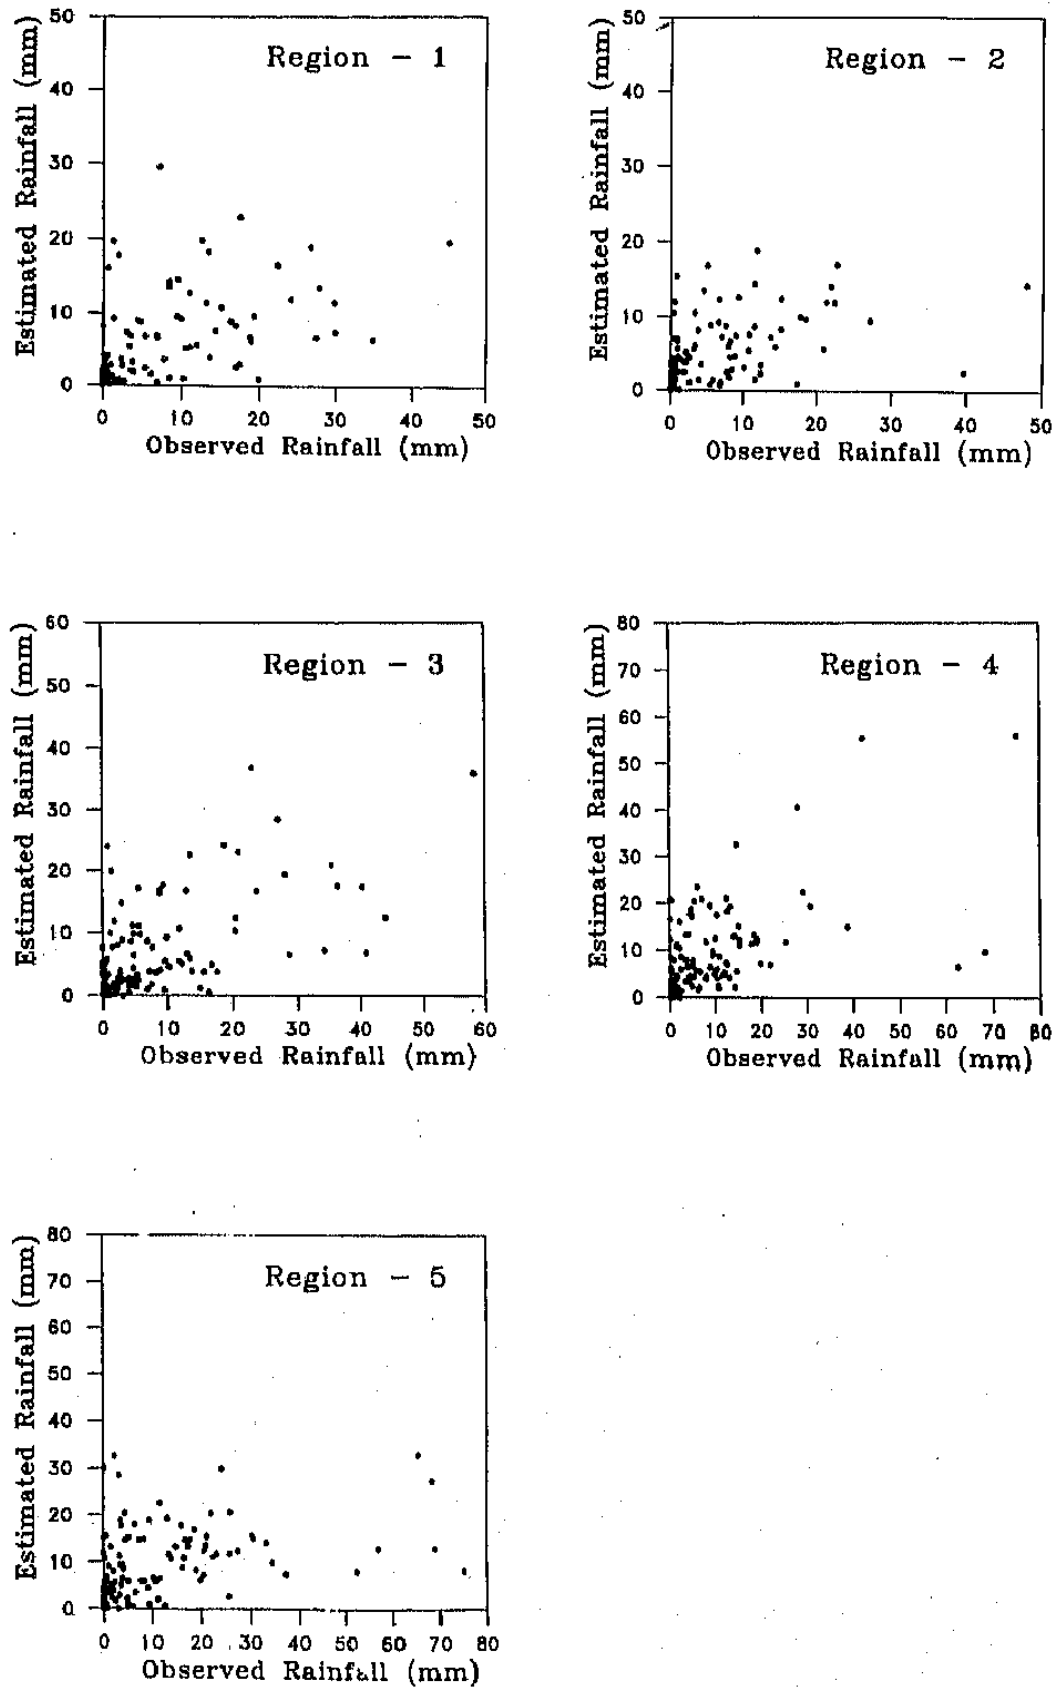 Region - 1
Estimated Rainfall (mm)
50
40
30
20
10
0
0 10 20 30 40 50
Observed Rainfall (mm)
Region - 2
Estimated Rainfall (mm)
50
40
30
20
10
0
0 10 20 30 40 50
Observed Rainfall (mm)
Region - 3
Estimated Rainfall (mm)
60
50
40
30
20
10
0
0 10 20 30 40 50 60
Observed Rainfall (mm)
Region - 4
Estimated Rainfall (mm)
80
70
60
50
40
30
20
10
0
0 10 20 30 40 50 60 70 80
Observed Rainfall (mm)
Region - 5
Estimated Rainfall (mm)
80
70
60
50
40
30
20
10
0
0 10 20 30 40 50 60 70 80
Observed Rainfall (mm)